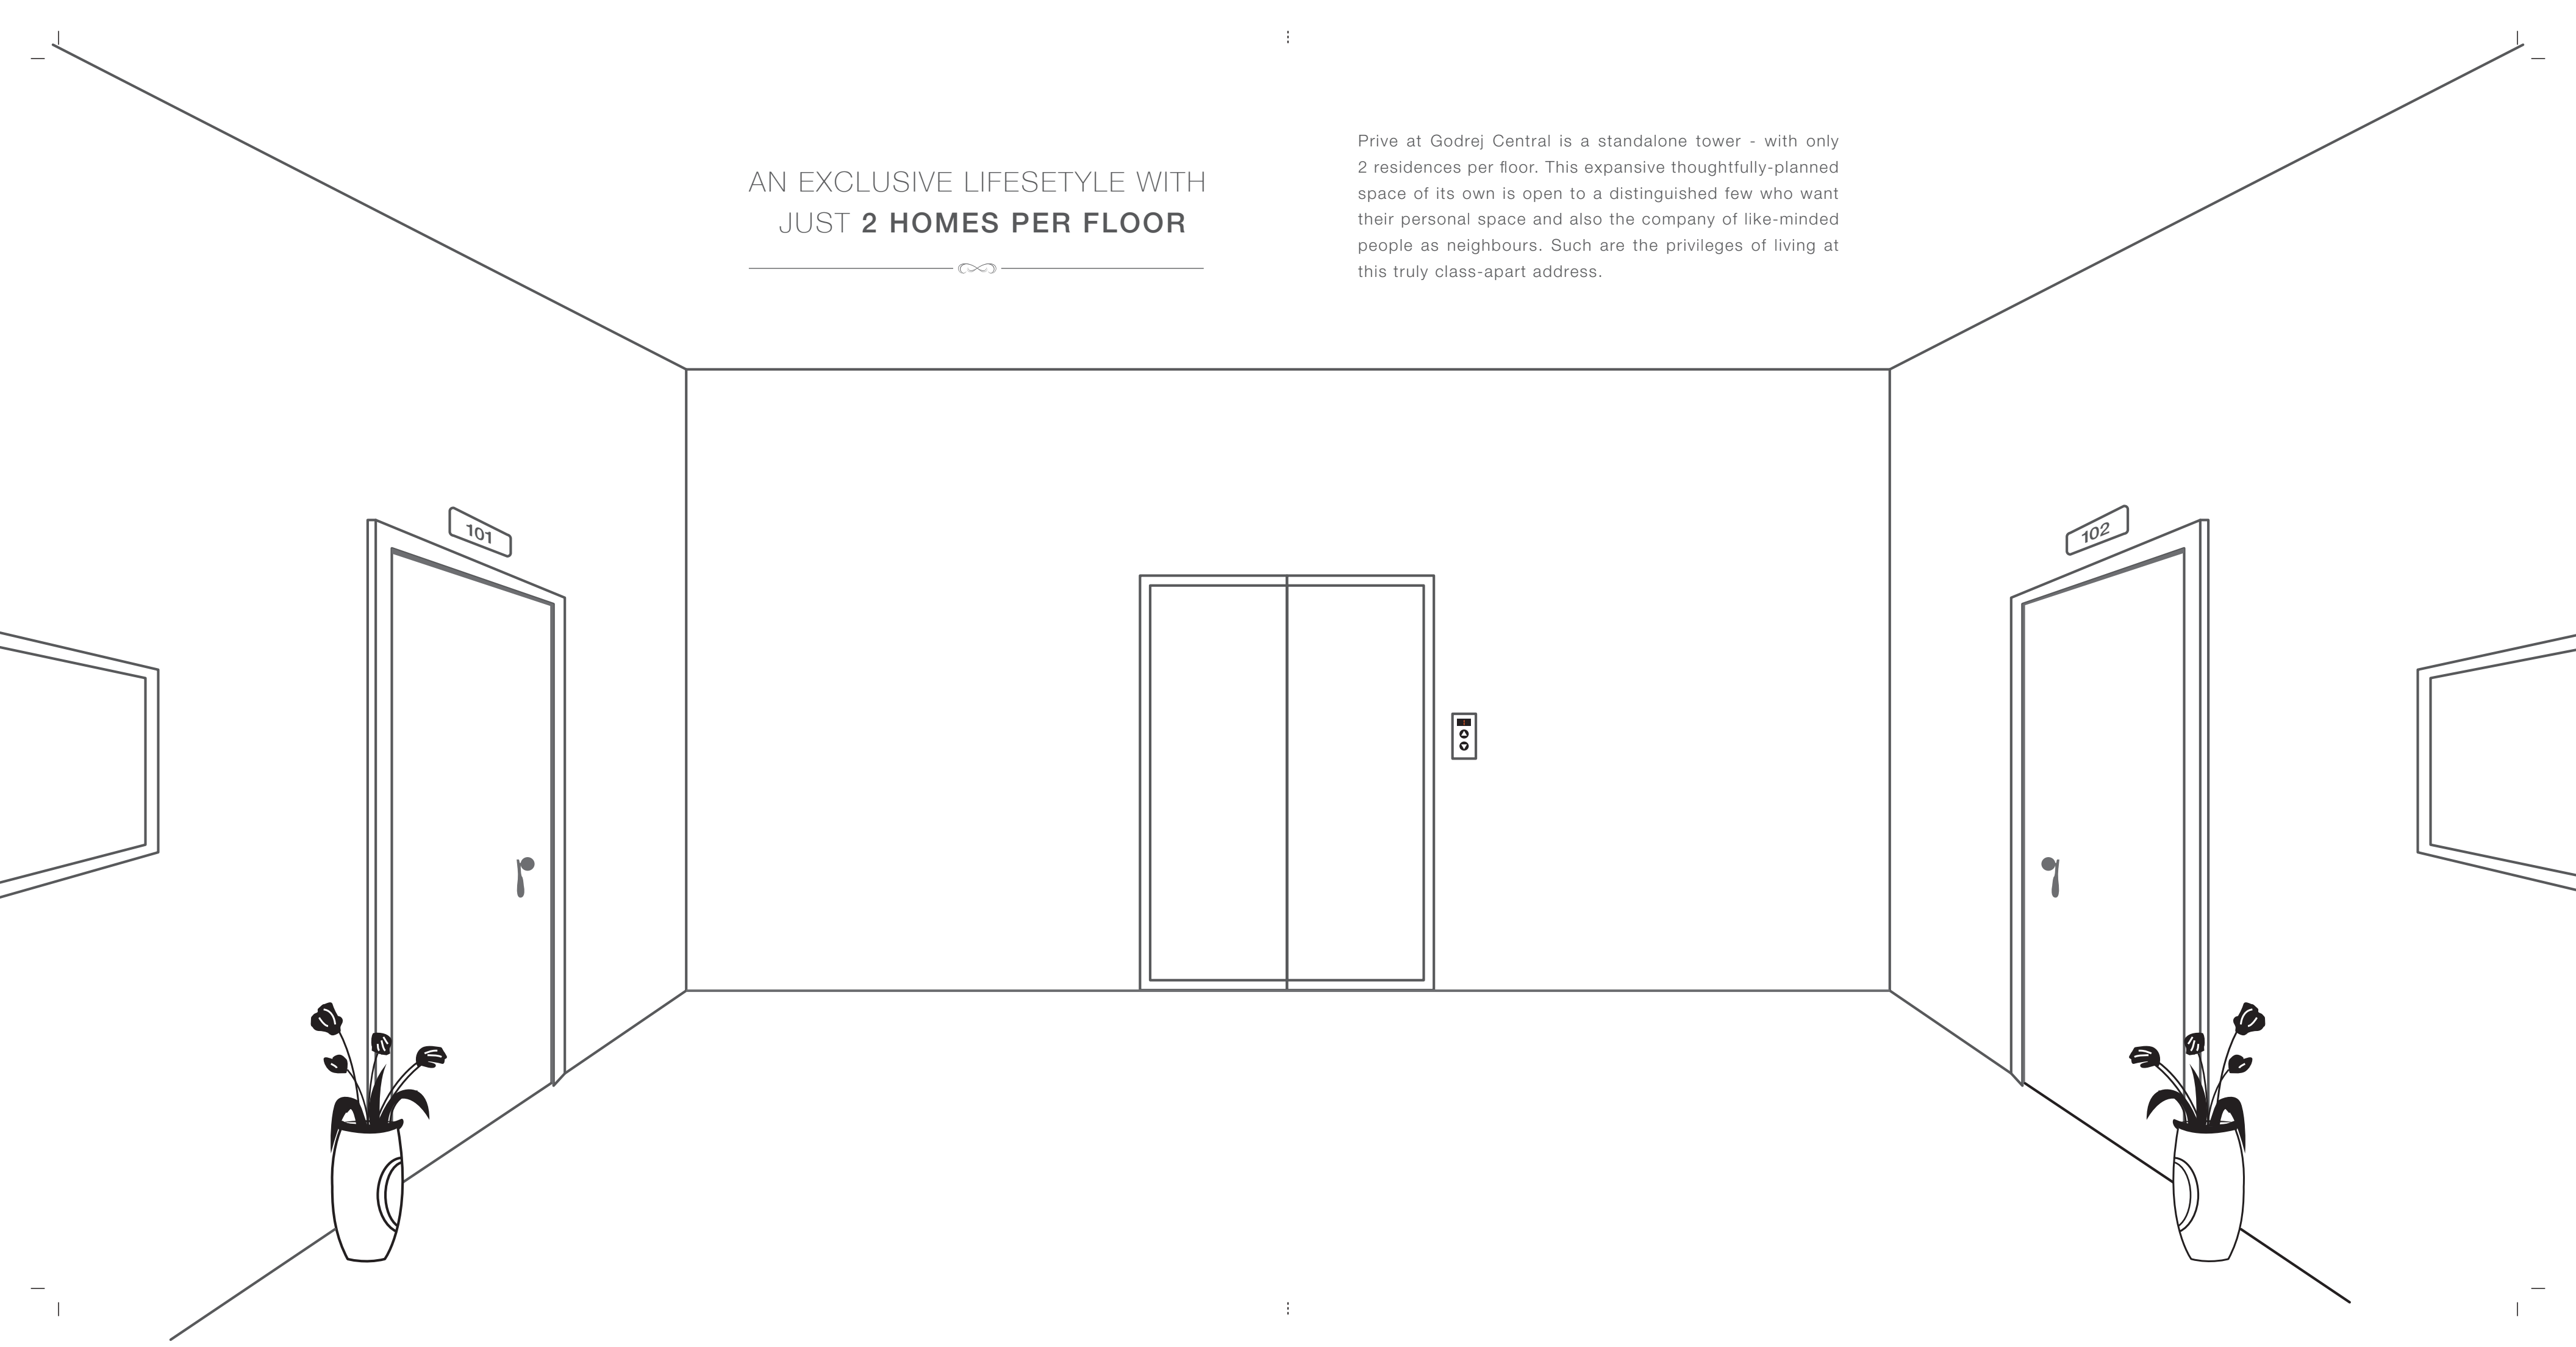 AN EXCLUSIVE LIFESETYLE WITH
JUST 2 HOMES PER FLOOR
Prive at Godrej Central is a standalone tower - with only
2 residences per floor. This expansive thoughtfully-planned
space of its own is open to a distinguished few who want
their personal space and also the company of like-minded
people as neighbours. Such are the privileges of living at
this truly class-apart address.
101
102